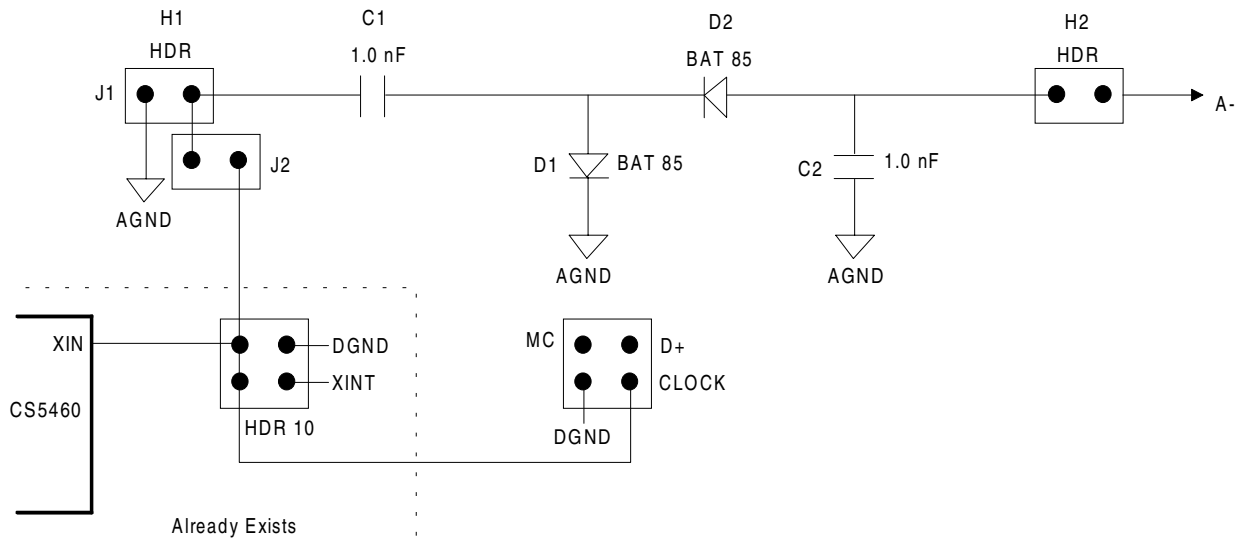 H1
C1
D2
H2
HDR
1.0 nF
BAT 85
HDR
J1
A-
J2
D1
BAT 85
C2
1.0 nF
AGND
AGND
AGND
XIN
DGND
MC
D+
XINT
CLOCK
CS5460
HDR 10
DGND
Already Exists